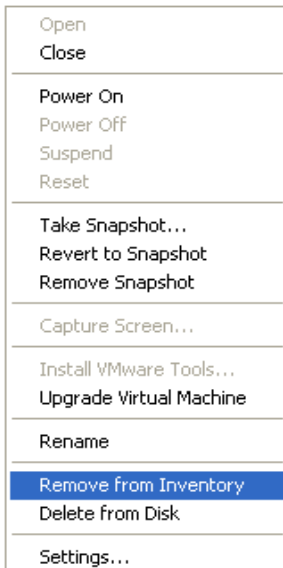 Open
Close
Power On
Power Off
Suspend
Reset
Take Snapshot...
Revert to Snapshot
Remove Snapshot
Capture Screen...
Install VMware Tools...
Upgrade Virtual Machine
Rename
Remove from Inventory
Delete from Disk
Settings...